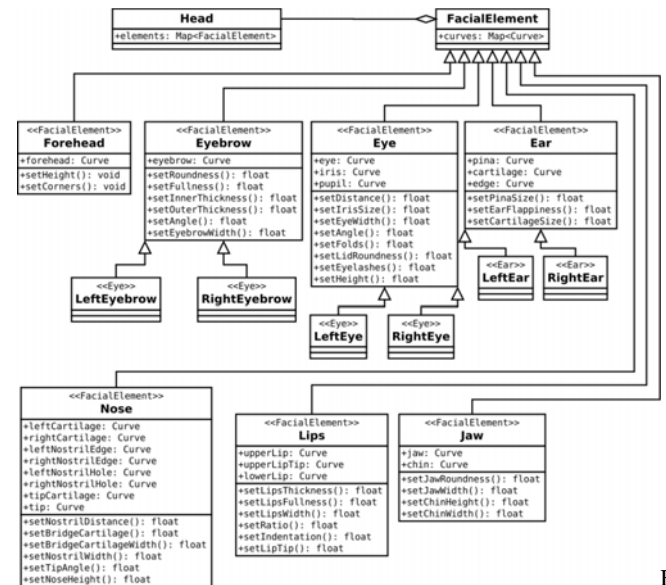 Head
+elements: Map<FacialElement>
FacialElement
+curves: Map<Curve>
<<FacialElement>>
Forehead
+forehead: Curve
+setHeight(): void
+setCorners(): void
<<FacialElement>>
Eyebrow
+eyebrow: Curve
+setRoundness(): float
+setFullness(): float
+setInnerThickness(): float
+setOuterThickness(): float
+setAngle(): float
+setEyebrowWidth(): float
<<FacialElement>>
Eye
+eye: Curve
+iris: Curve
+pupil: Curve
+setDistance(): float
+setIrisSize(): float
+setEyeWidth(): float
+setAngle(): float
+setFolds(): float
+setLidRoundness(): float
+setEyelashes(): float
+setHeight(): float
<<FacialElement>>
Ear
+pina: Curve
+cartilage: Curve
+edge: Curve
+setPinaSize(): float
+setEarFlappiness(): float
+setCartilageSize(): float
<<Eye>>
LeftEyebrow
<<Eye>>
RightEyebrow
<<Eye>>
LeftEye
<<Eye>>
RightEye
<<Ear>>
LeftEar
<<Ear>>
RightEar
<<FacialElement>>
Nose
+leftCartilage: Curve
+rightCartilage: Curve
+leftNostrilEdge: Curve
+rightNostrilEdge: Curve
+leftNostrilHole: Curve
+rightNostrilHole: Curve
+tipCartilage: Curve
+tip: Curve
+setNostrilDistance(): float
+setBridgeCartilage(): float
+setBridgeCartilageWidth(): float
+setNostrilWidth(): float
+setTipAngle(): float
+setNoseHeight(): float
<<FacialElement>>
Lips
+upperLip: Curve
+upperLipTip: Curve
+lowerLip: Curve
+setLipsThickness(): float
+setLipsFullness(): float
+setLipsWidth(): float
+setRatio(): float
+setIndentation(): float
+setLipTip(): float
<<FacialElement>>
Jaw
+jaw: Curve
+chin: Curve
+setJawRoundness(): float
+setJawWidth(): float
+setChinHeight(): float
+setChinWidth(): float